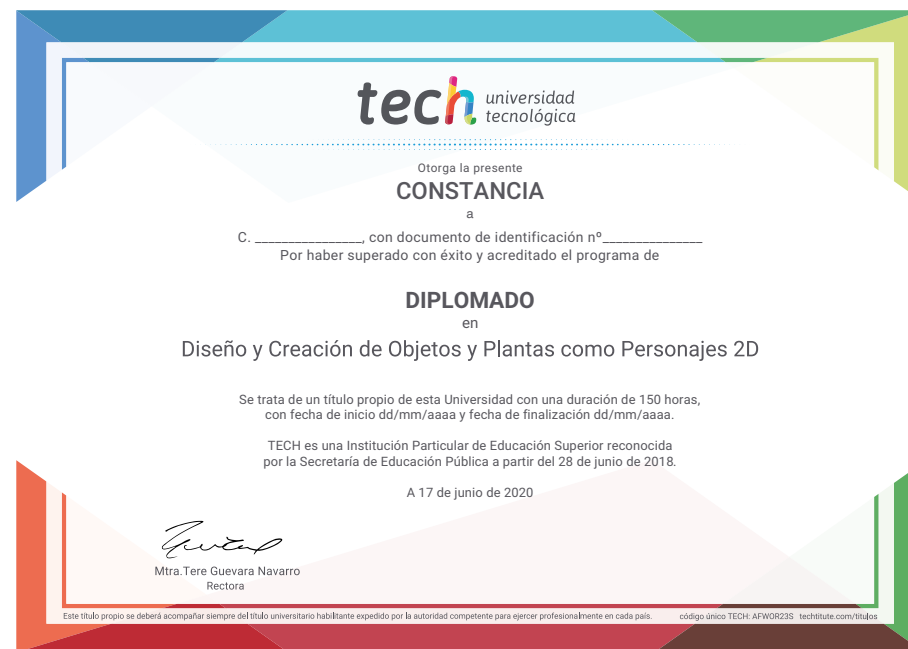 tech universidad
tecnológica
Otorga la presente
CONSTANCIA
a
C. ________________, con documento de identificación nº_______________
Por haber superado con éxito y acreditado el programa de
DIPLOMADO
en
Diseño y Creación de Objetos y Plantas como Personajes 2D
Se trata de un título propio de esta Universidad con una duración de 150 horas,
con fecha de inicio dd/mm/aaaa y fecha de finalización dd/mm/aaaa.
TECH es una Institución Particular de Educación Superior reconocida
por la Secretaría de Educación Pública a partir del 28 de junio de 2018.
A 17 de junio de 2020
Mtra.Tere Guevara Navarro
Rectora
Este título propio se deberá acompañar siempre del título universitario habilitante expedido por la autoridad competente para ejercer profesionalmente en cada país. código único TECH: AFWOR23S techtitute.com/titulos